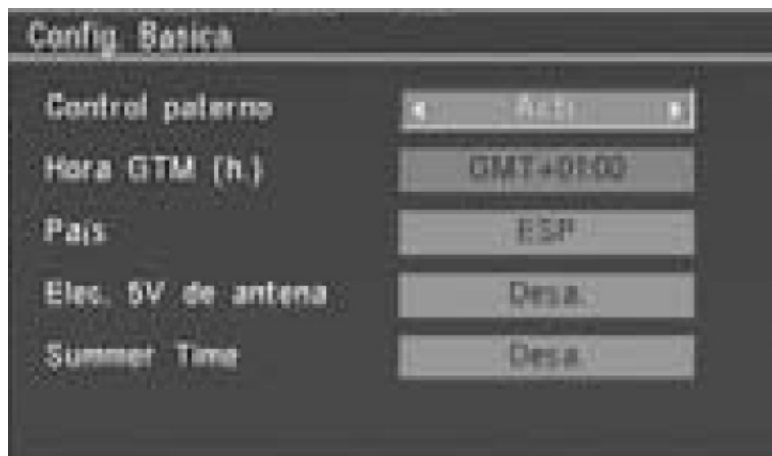 Config. Basica
Control paterno Acti.
Hora GTM (h.) GMT+01:00
Pais ESP
Elec. 5V de antena Desa.
Summer Time Desa.